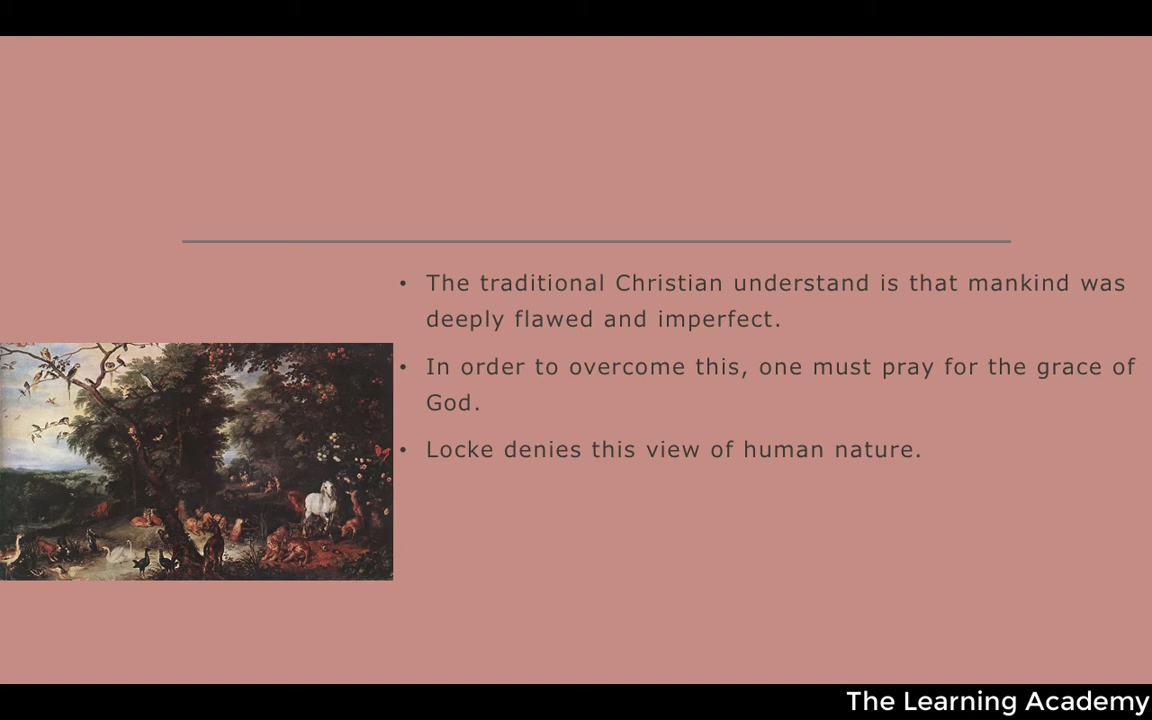 • The traditional Christian understand is that mankind was
deeply flawed and imperfect.
• In order to overcome this, one must pray for the grace of
God.
• Locke denies this view of human nature.
The Learning Academy